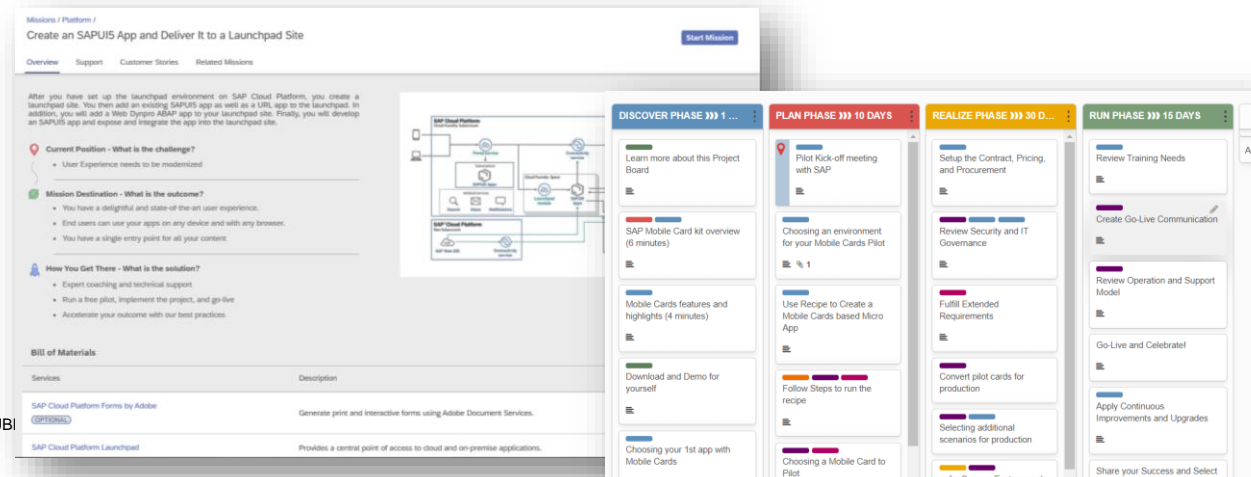 Missions / Platform /
Create an SAPUI5 App and Deliver It to a Launchpad Site
Start Mission
Overview Support Customer Stories Related Missions
After you have set up the launchpad environment on SAP Cloud Platform, you create a
launchpad site. You then add an existing SAPUI5 app as well as a URL app to the launchpad. In
addition, you will add a Web Dynpro ABAP app to your launchpad site. Finally, you will develop
an SAPUI5 app and expose and integrate the app into the launchpad site.
Current Position - What is the challenge?
User Experience needs to be modernized
Mission Destination - What is the outcome?
You have a delightful and state-of-the-art user experience.
End users can use your apps on any device and with any browser.
You have a single entry point for all your content
How You Get There - What is the solution?
Expert coaching and technical support
Run a free pilot, implement the project, and go-live
Accelerate your outcome with our best practices
Bill of Materials
Services Description
SAP Cloud Platform Forms by Adobe
(OPTIONAL)
Generate print and interactive forms using Adobe Document Services.
SAP Cloud Platform Launchpad
Provides a central point of access to cloud and on-premise applications.
SAP Cloud Platform
SAP Cloud Platform
DISCOVER PHASE ⟫⟫ 1 ...
Learn more about this Project
Board
SAP Mobile Card kit overview
(6 minutes)
Mobile Cards features and
highlights (4 minutes)
Download and Demo for
yourself
Choosing your 1st app with
Mobile Cards
PLAN PHASE ⟫⟫ 10 DAYS
Pilot Kick-off meeting
with SAP
Choosing an environment
for your Mobile Cards Pilot
1
Use Recipe to Create a
Mobile Cards based Micro
App
Follow Steps to run the
recipe
Choosing a Mobile Card to
Pilot
REALIZE PHASE ⟫⟫ 30 D...
Setup the Contract, Pricing,
and Procurement
Review Security and IT
Governance
Fulfill Extended
Requirements
Convert pilot cards for
production
Selecting additional
scenarios for production
RUN PHASE ⟫⟫ 15 DAYS
Review Training Needs
Create Go-Live Communication
Review Operation and Support
Model
Go-Live and Celebrate!
Apply Continuous
Improvements and Upgrades
Share your Success and Select